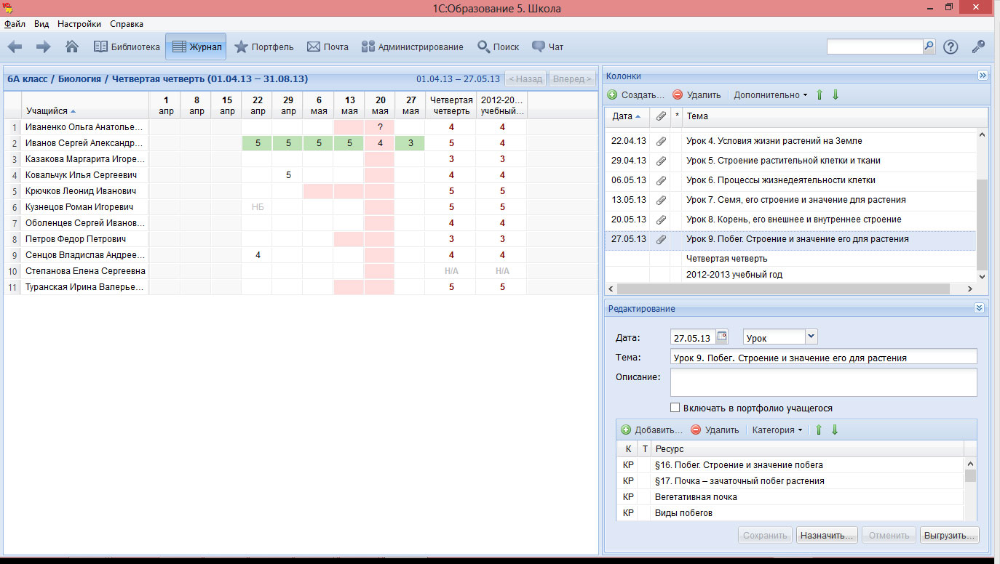 1С:Образование 5. Школа
Файл Вид Настройки Справка
Библиотека Журнал Портфель Почта Администрирование Поиск Чат
6А класс / Биология / Четвертая четверть (01.04.13 – 31.08.13) 01.04.13 – 27.05.13 < Назад Вперед >
Учащийся 1 апр 8 апр 15 апр 22 апр 29 апр 6 мая 13 мая 20 мая 27 мая Четвертая четверть 2012-20... учебный...
1 Иваненко Ольга Анатолье... ? 4 4
2 Иванов Сергей Александр... 5 5 5 5 4 3 5 4
3 Казакова Маргарита Игоре... 3 3
4 Ковальчук Илья Сергеевич 5 4 4
5 Крючков Леонид Иванович 5 5
6 Кузнецов Роман Игоревич НБ 5 5
7 Оболенцев Сергей Иванов... 4 4
8 Петров Федор Петрович 3 3
9 Сенцов Владислав Андрее... 4 4 4
10 Степанова Елена Сергеевна Н/А Н/А
11 Туранская Ирина Валерье... 5 5
Колонки
Создать... Удалить Дополнительно
Дата * Тема
22.04.13 Урок 4. Условия жизни растений на Земле
29.04.13 Урок 5. Строение растительной клетки и ткани
06.05.13 Урок 6. Процессы жизнедеятельности клетки
13.05.13 Урок 7. Семя, его строение и значение для растения
20.05.13 Урок 8. Корень, его внешнее и внутреннее строение
27.05.13 Урок 9. Побег. Строение и значение его для растения
Четвертая четверть
2012-2013 учебный год
Редактирование
Дата: 27.05.13 Урок
Тема: Урок 9. Побег. Строение и значение его для растения
Описание:
Включать в портфолио учащегося
Добавить... Удалить Категория
К Т Ресурс
КР §16. Побег. Строение и значение побега
КР §17. Почка – зачаточный побег растения
КР Вегетативная почка
КР Виды побегов
Сохранить Назначить... Отменить Выгрузить...